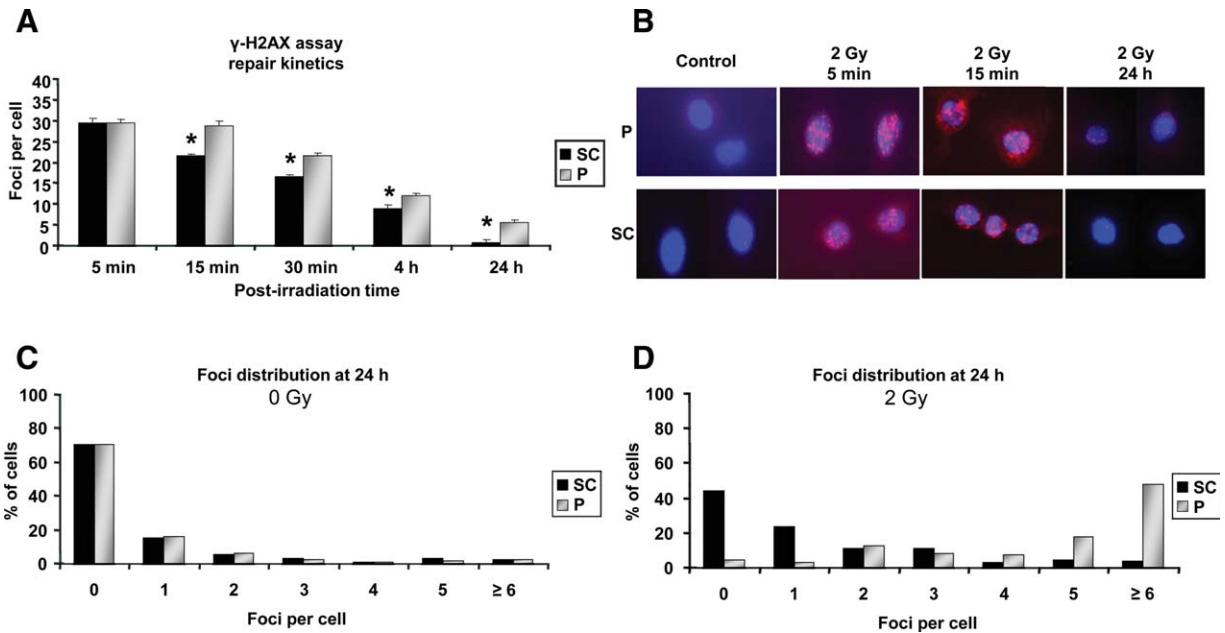 A
γ-H2AX assay
repair kinetics
Foci per cell
40
35
30
25
20
15
10
5
0
*
*
*
*
5 min 15 min 30 min 4 h 24 h
Post-irradiation time
SC
P
B
Control
2 Gy
5 min
2 Gy
15 min
2 Gy
24 h
P
SC
C
Foci distribution at 24 h
0 Gy
% of cells
100
80
60
40
20
0
0 1 2 3 4 5 ≥ 6
Foci per cell
SC
P
D
Foci distribution at 24 h
2 Gy
% of cells
100
80
60
40
20
0
0 1 2 3 4 5 ≥ 6
Foci per cell
SC
P